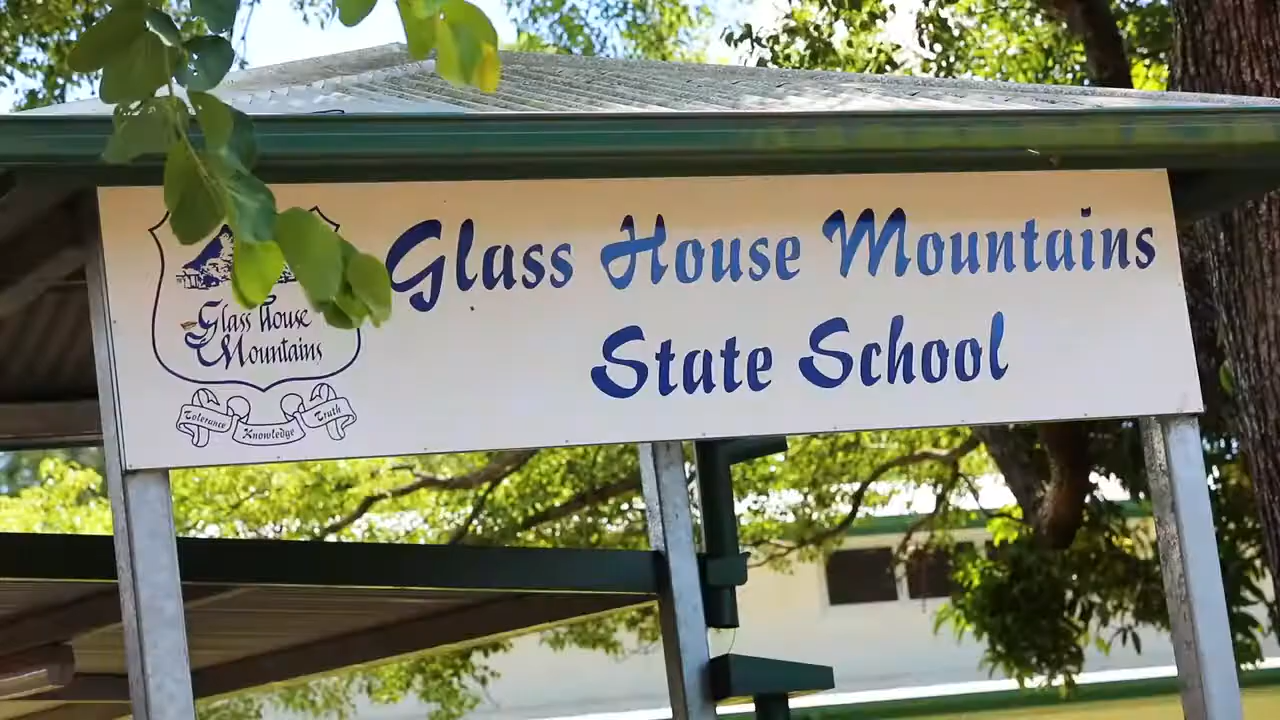 Glass House Mountains
State School
Glass House
Mountains
Tolerance Knowledge Truth